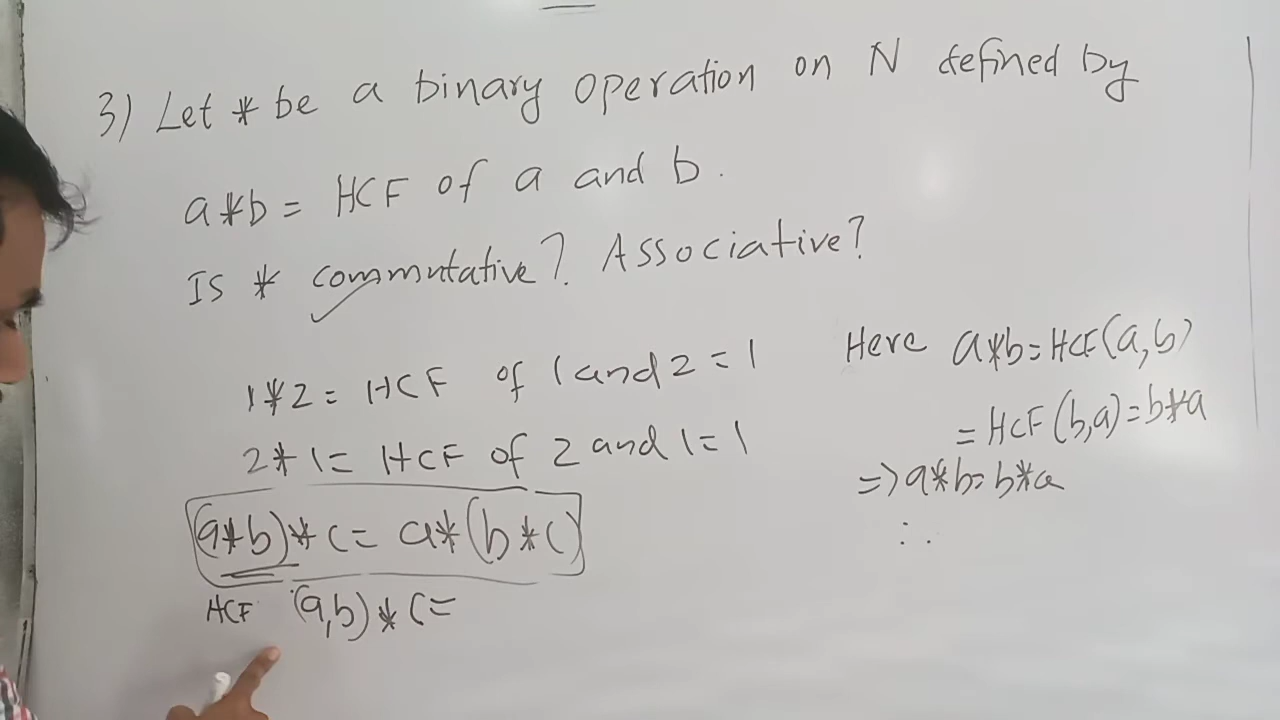 3) Let * be a binary operation on N defined by
a*b = HCF of a and b.
Is * commutative? Associative?
1*2 = HCF of 1 and 2 = 1
2*1 = HCF of 2 and 1 = 1
(a*b)*c = a*(b*c)
HCF (a,b)*c=
Here a*b = HCF(a,b)
= HCF(b,a) = b*a
=> a*b = b*a
∴